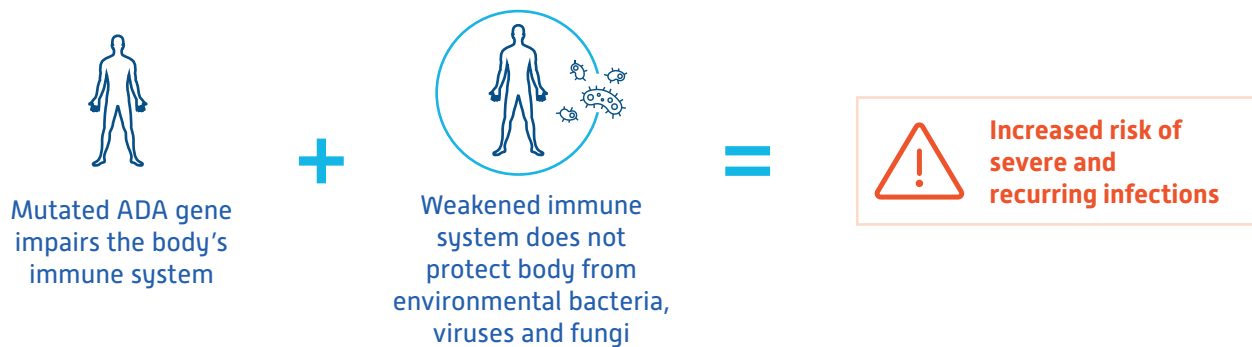 Mutated ADA gene
impairs the body's
immune system
+
Weakened immune
system does not
protect body from
environmental bacteria,
viruses and fungi
=
Increased risk of
severe and
recurring infections